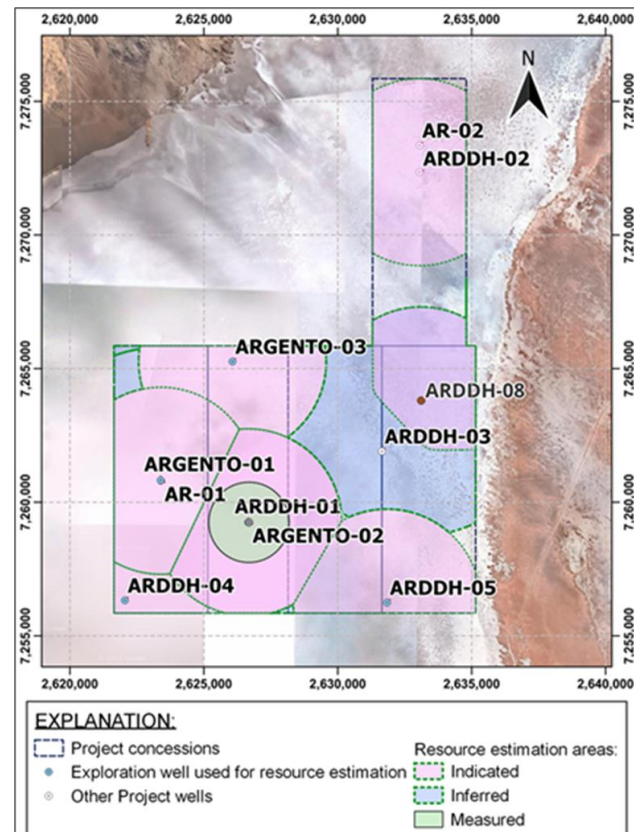 2,620,000 2,625,000 2,630,000 2,635,000 2,640,000
N
7,275,000 7,275,000
AR-02
ARDDH-02
7,270,000 7,270,000
ARGENTO-03
7,265,000 7,265,000
ARDDH-08
ARDDH-03
ARGENTO-01
AR-01
ARDDH-01
7,260,000 7,260,000
ARGENTO-02
ARDDH-04
ARDDH-05
7,255,000 7,255,000
2,620,000 2,625,000 2,630,000 2,635,000 2,640,000
EXPLANATION:
Project concessions
Exploration well used for resource estimation
Other Project wells
Resource estimation areas:
Indicated
Inferred
Measured